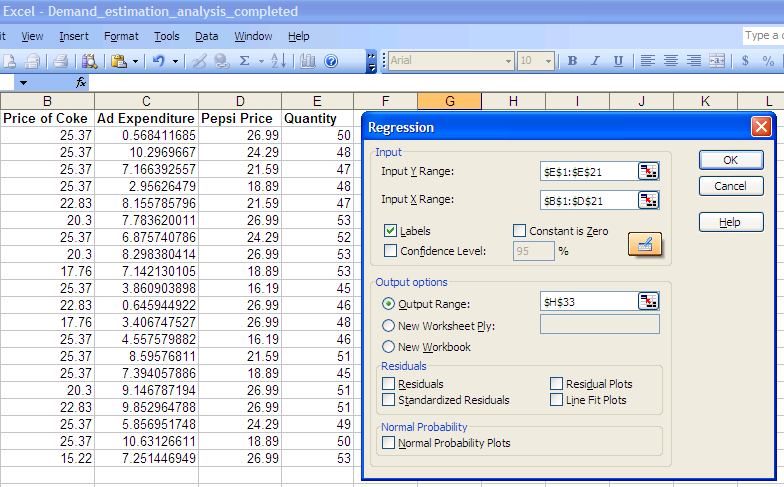 Excel - Demand_estimation_analysis_completed
it View Insert Format Tools Data Window Help
Type a
Arial 10 B I U $ %
fx
B C D E F G H I J K L
Price of Coke Ad Expenditure Pepsi Price Quantity
25.37 0.568411685 26.99 50
25.37 10.2969667 24.29 48
25.37 7.166392557 21.59 47
25.37 2.95626479 18.89 48
22.83 8.155785796 21.59 47
20.3 7.783620011 26.99 53
25.37 6.875740786 24.29 52
20.3 8.298380414 26.99 53
17.76 7.142130105 18.89 53
25.37 3.860903898 16.19 45
22.83 0.645944922 26.99 46
17.76 3.406747527 26.99 48
25.37 4.557579882 16.19 46
25.37 8.59576811 21.59 51
25.37 7.394057886 18.89 45
20.3 9.146787194 26.99 51
22.83 9.852964788 26.99 51
25.37 5.856951748 24.29 49
25.37 10.63126611 18.89 50
15.22 7.251446949 26.99 53
Regression
Input
Input Y Range: $E$1:$E$21
Input X Range: $B$1:$D$21
Labels Constant is Zero
Confidence Level: 95 %
OK
Cancel
Help
Output options
Output Range: $H$33
New Worksheet Ply:
New Workbook
Residuals
Residuals Residual Plots
Standardized Residuals Line Fit Plots
Normal Probability
Normal Probability Plots